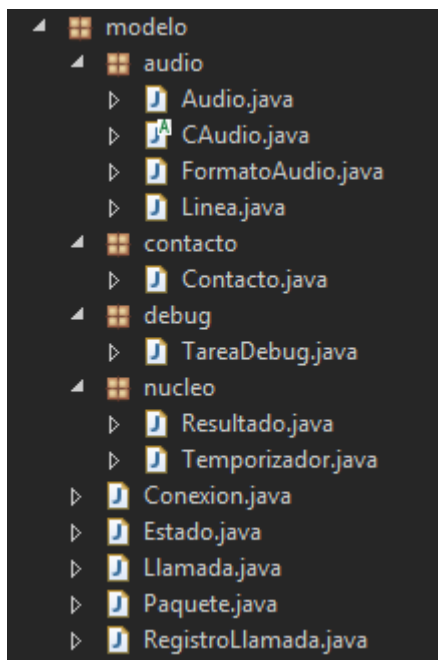 modelo
audio
Audio.java
CAudio.java
FormatoAudio.java
Linea.java
contacto
Contacto.java
debug
TareaDebug.java
nucleo
Resultado.java
Temporizador.java
Conexion.java
Estado.java
Llamada.java
Paquete.java
RegistroLlamada.java